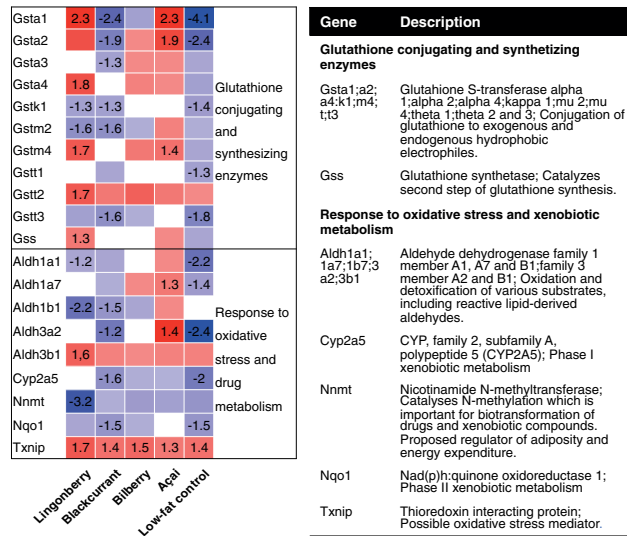 Gsta1 2.3 -2.4 2.3 -4.1
Gsta2 -1.9 1.9 -2.4
Gsta3 -1.3
Gsta4 1.8 Glutathione
Gstk1 -1.3 -1.3 -1.4 conjugating
Gstm2 -1.6 -1.6 and
Gstm4 1.7 1.4 synthesizing
Gstt1 -1.3 enzymes
Gstt2 1.7
Gstt3 -1.6 -1.8
Gss 1.3
Aldh1a1 -1.2 -2.2
Aldh1a7 1.3 -1.4
Aldh1b1 -2.2 -1.5 Response to
Aldh3a2 -1.2 1.4 -2.4 oxidative
Aldh3b1 1,6 stress and
Cyp2a5 -1.6 -2 drug
Nnmt -3.2 metabolism
Nqo1 -1.5 -1.5
Txnip 1.7 1.4 1.5 1.3 1.4
Lingonberry
Blackcurrant
Bilberry
Açai
Low-fat control
Gene Description
Glutathione conjugating and synthetizing
enzymes
Gsta1;a2; Glutathione S-transferase alpha
a4:k1;m4; 1;alpha 2;alpha 4;kappa 1;mu 2;mu
t;t3 4;theta 1;theta 2 and 3; Conjugation of
glutathione to exogenous and
endogenous hydrophobic
electrophiles.
Gss Glutathione synthetase; Catalyzes
second step of glutathione synthesis.
Response to oxidative stress and xenobiotic
metabolism
Aldh1a1; Aldehyde dehydrogenase family 1
1a7;1b7;3 member A1, A7 and B1;family 3
a2;3b1 member A2 and B1; Oxidation and
detoxification of various substrates,
including reactive lipid-derived
aldehydes.
Cyp2a5 CYP, family 2, subfamily A,
polypeptide 5 (CYP2A5); Phase I
xenobiotic metabolism
Nnmt Nicotinamide N-methyltransferase;
Catalyses N-methylation which is
important for biotransformation of
drugs and xenobiotic compounds.
Proposed regulator of adiposity and
energy expenditure.
Nqo1 Nad(p)h:quinone oxidoreductase 1;
Phase II xenobiotic metabolism
Txnip Thioredoxin interacting protein;
Possible oxidative stress mediator.